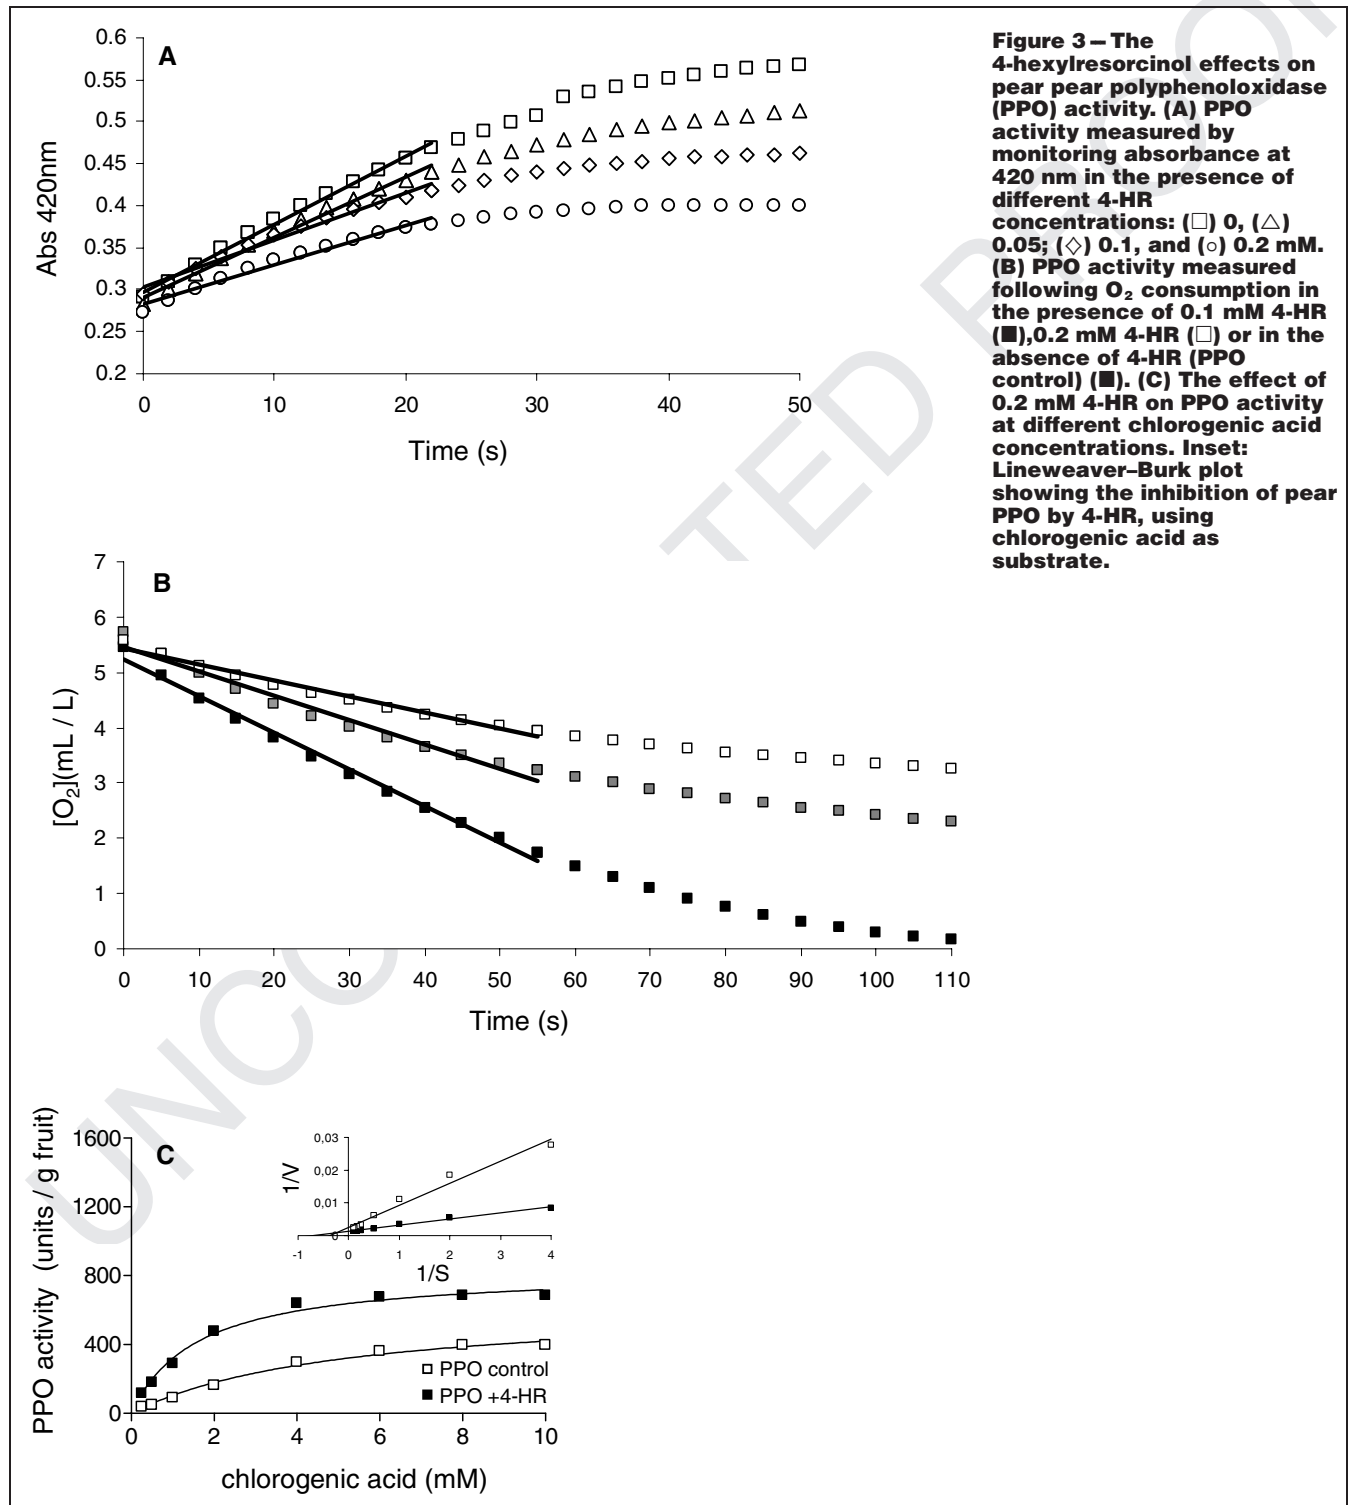 Figure 3 – The
4-hexylresorcinol effects on
pear pear polyphenoloxidase
(PPO) activity. (A) PPO
activity measured by
monitoring absorbance at
420 nm in the presence of
different 4-HR
concentrations: (□) 0, (△)
0.05; (◇) 0.1, and (○) 0.2 mM.
(B) PPO activity measured
following O₂ consumption in
the presence of 0.1 mM 4-HR
(■),0.2 mM 4-HR (□) or in the
absence of 4-HR (PPO
control) (■). (C) The effect of
0.2 mM 4-HR on PPO activity
at different chlorogenic acid
concentrations. Inset:
Lineweaver–Burk plot
showing the inhibition of pear
PPO by 4-HR, using
chlorogenic acid as
substrate.
A
Abs 420nm
0.6
0.55
0.5
0.45
0.4
0.35
0.3
0.25
0.2
0 10 20 30 40 50
Time (s)
B
[O₂](mL / L)
7
6
5
4
3
2
1
0
0 10 20 30 40 50 60 70 80 90 100 110
Time (s)
C
PPO activity (units / g fruit)
1600
1200
800
400
0
0 2 4 6 8 10
chlorogenic acid (mM)
1/V
0,03
0,02
0,01
0
-1 0 1 2 3 4
1/S
□ PPO control
■ PPO +4-HR